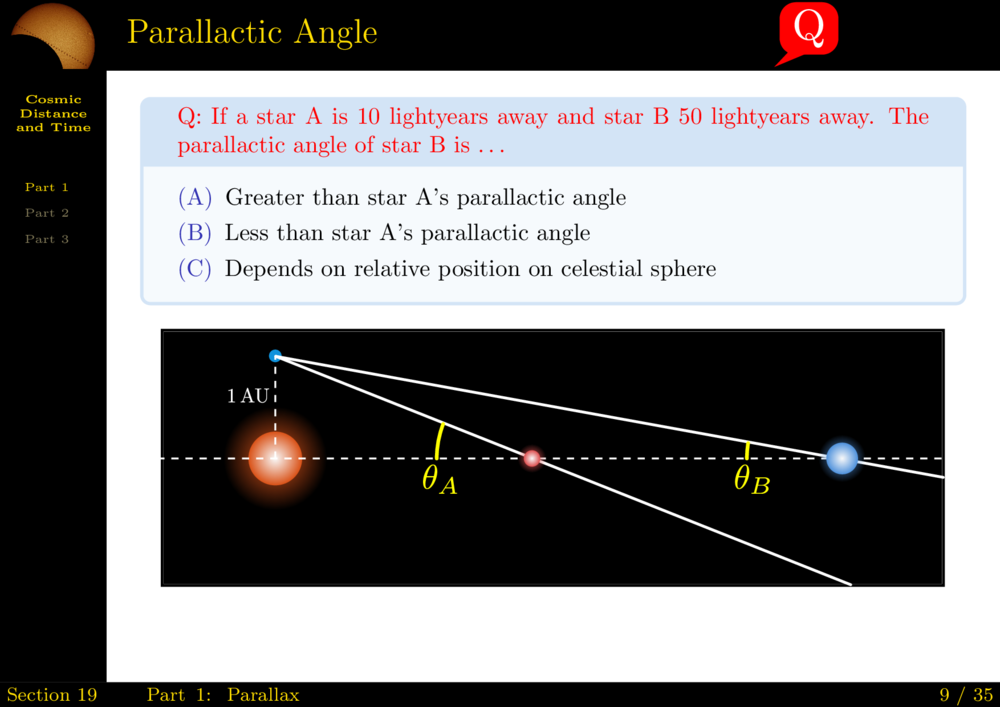 Parallactic Angle
Q
Cosmic
Distance
and Time
Part 1
Part 2
Part 3
Q: If a star A is 10 lightyears away and star B 50 lightyears away. The
parallactic angle of star B is ...
(A) Greater than star A's parallactic angle
(B) Less than star A's parallactic angle
(C) Depends on relative position on celestial sphere
1 AU
θA
θB
Section 19
Part 1: Parallax
9 / 35